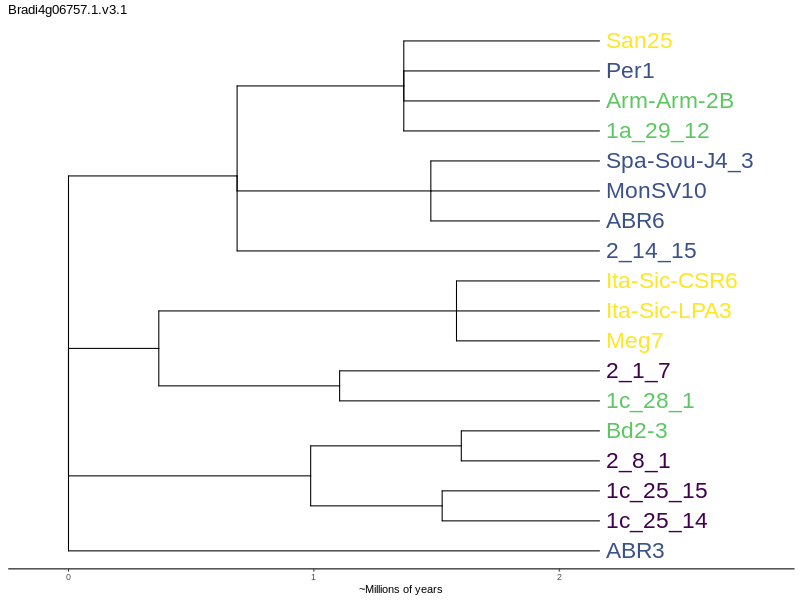 Bradi4g06757.1.v3.1
San25
Per1
Arm-Arm-2B
1a_29_12
Spa-Sou-J4_3
MonSV10
ABR6
2_14_15
Ita-Sic-CSR6
Ita-Sic-LPA3
Meg7
2_1_7
1c_28_1
Bd2-3
2_8_1
1c_25_15
1c_25_14
ABR3
0 1 2
~Millions of years